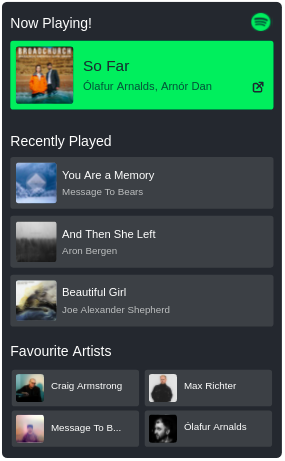 Now Playing!
BROADCHURCH
So Far
Ólafur Arnalds, Arnór Dan
Recently Played
You Are a Memory
Message To Bears
And Then She Left
Aron Bergen
Beautiful Girl
Joe Alexander Shepherd
Favourite Artists
Craig Armstrong
Max Richter
Message To B...
Ólafur Arnalds